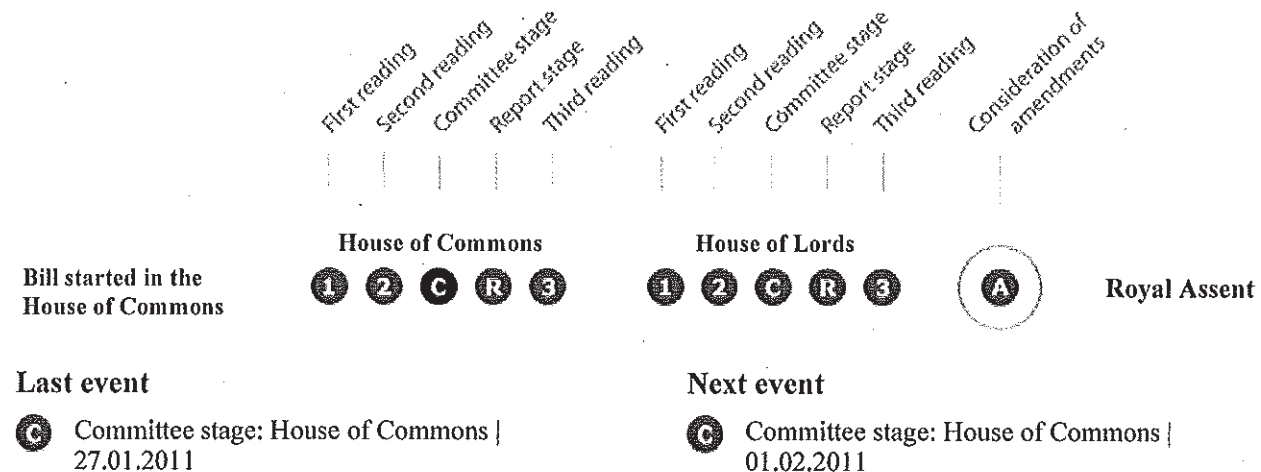 First reading
Second reading
Committee stage
Report stage
Third reading
First reading
Second reading
Committee stage
Report stage
Third reading
Consideration of
amendments
House of Commons
House of Lords
Bill started in the
House of Commons
1 2 C R 3
1 2 C R 3
A
Royal Assent
Last event
C Committee stage: House of Commons |
27.01.2011
Next event
C Committee stage: House of Commons |
01.02.2011